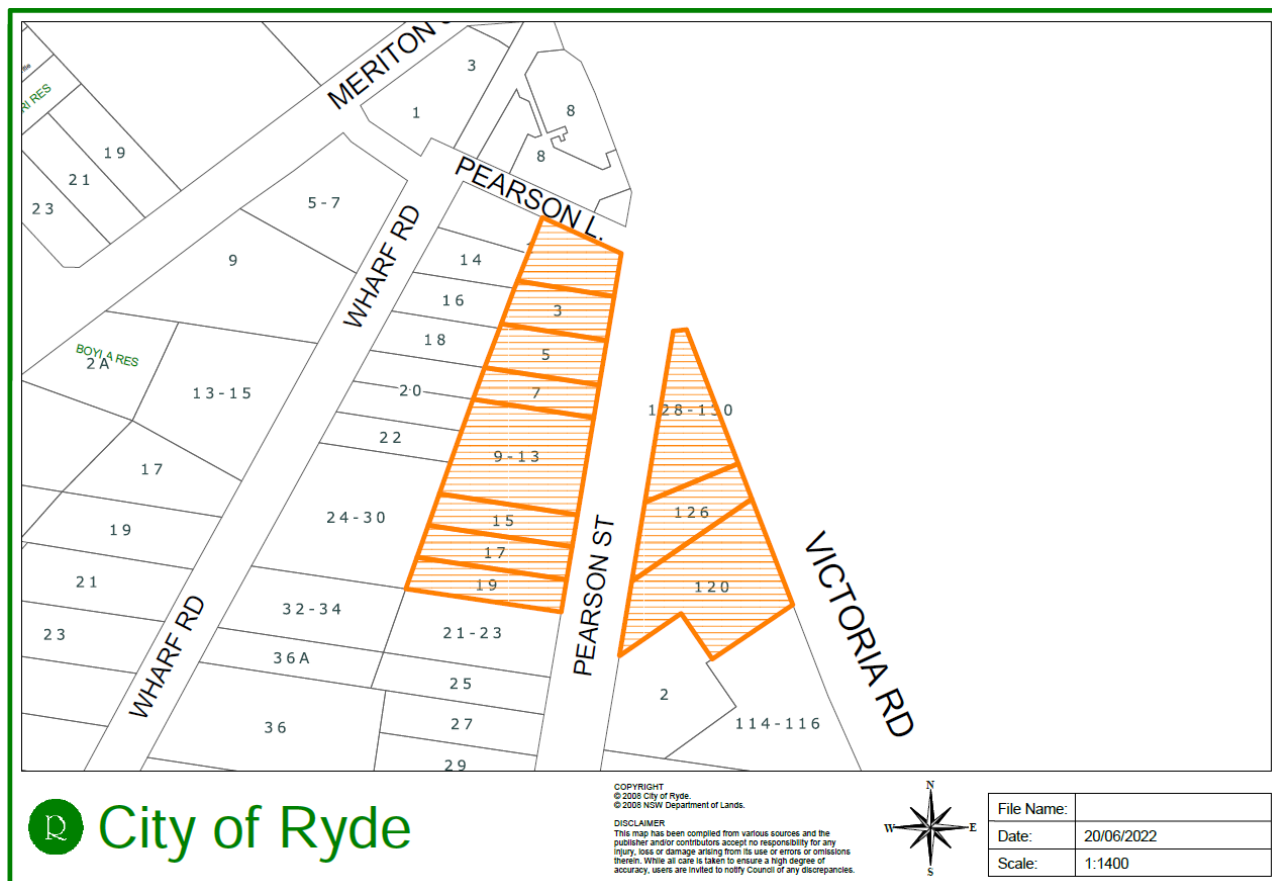 MERITON
3
1
8
8
RI RES
19
21
23
PEARSON L.
5-7
9
WHARF RD
14
16
18
20
22
3
5
7
9-13
15
17
19
BOYLA RES
2A
13-15
17
19
21
23
24-30
32-34
36A
36
21-23
25
27
29
WHARF RD
PEARSON ST
128-130
126
120
2
114-116
VICTORIA RD
R City of Ryde
COPYRIGHT
© 2008 City of Ryde.
© 2008 NSW Department of Lands.
DISCLAIMER
This map has been compiled from various sources and the
publisher and/or contributors accept no responsibility for any
injury, loss or damage arising from its use or errors or omissions
therein. While all care is taken to ensure a high degree of
accuracy, users are invited to notify Council of any discrepancies.
N
W E
S
File Name:
Date: 20/06/2022
Scale: 1:1400